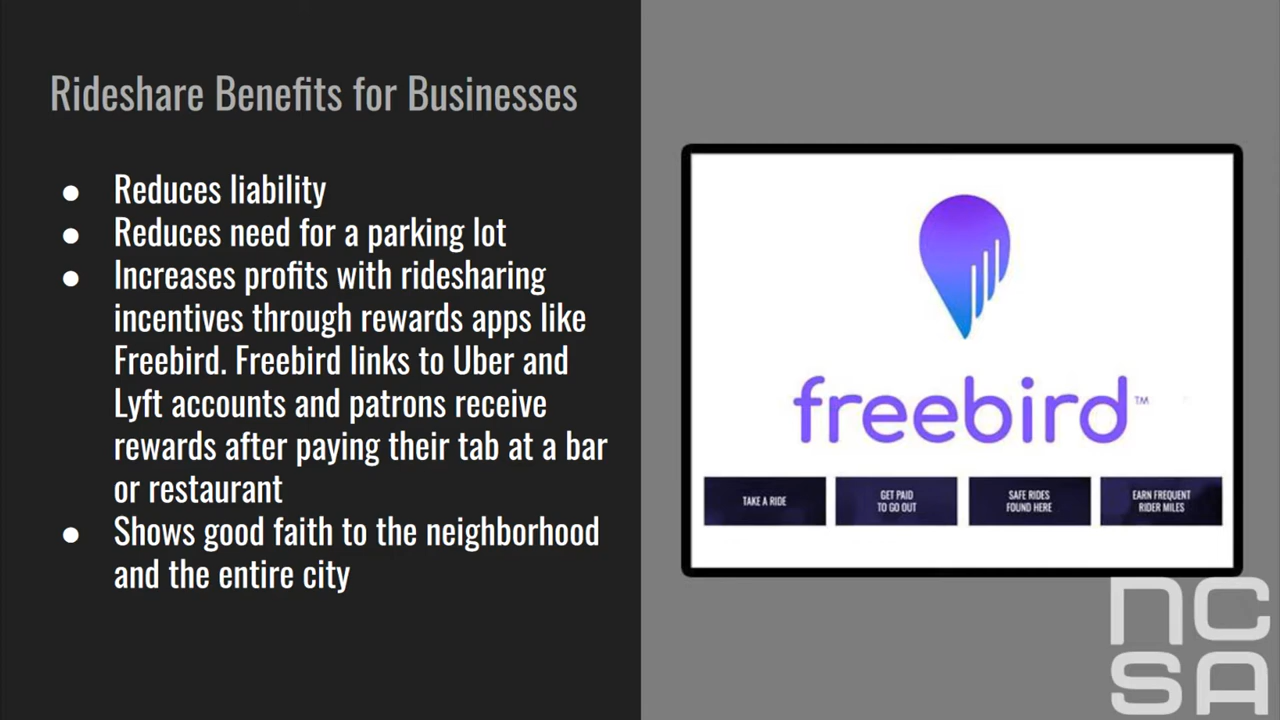 Rideshare Benefits for Businesses
● Reduces liability
● Reduces need for a parking lot
● Increases profits with ridesharing
incentives through rewards apps like
Freebird. Freebird links to Uber and
Lyft accounts and patrons receive
rewards after paying their tab at a bar
or restaurant
● Shows good faith to the neighborhood
and the entire city
freebird™
TAKE A RIDE
GET PAID
TO GO OUT
SAFE RIDES
FOUND HERE
EARN FREQUENT
RIDER MILES
NC
SA